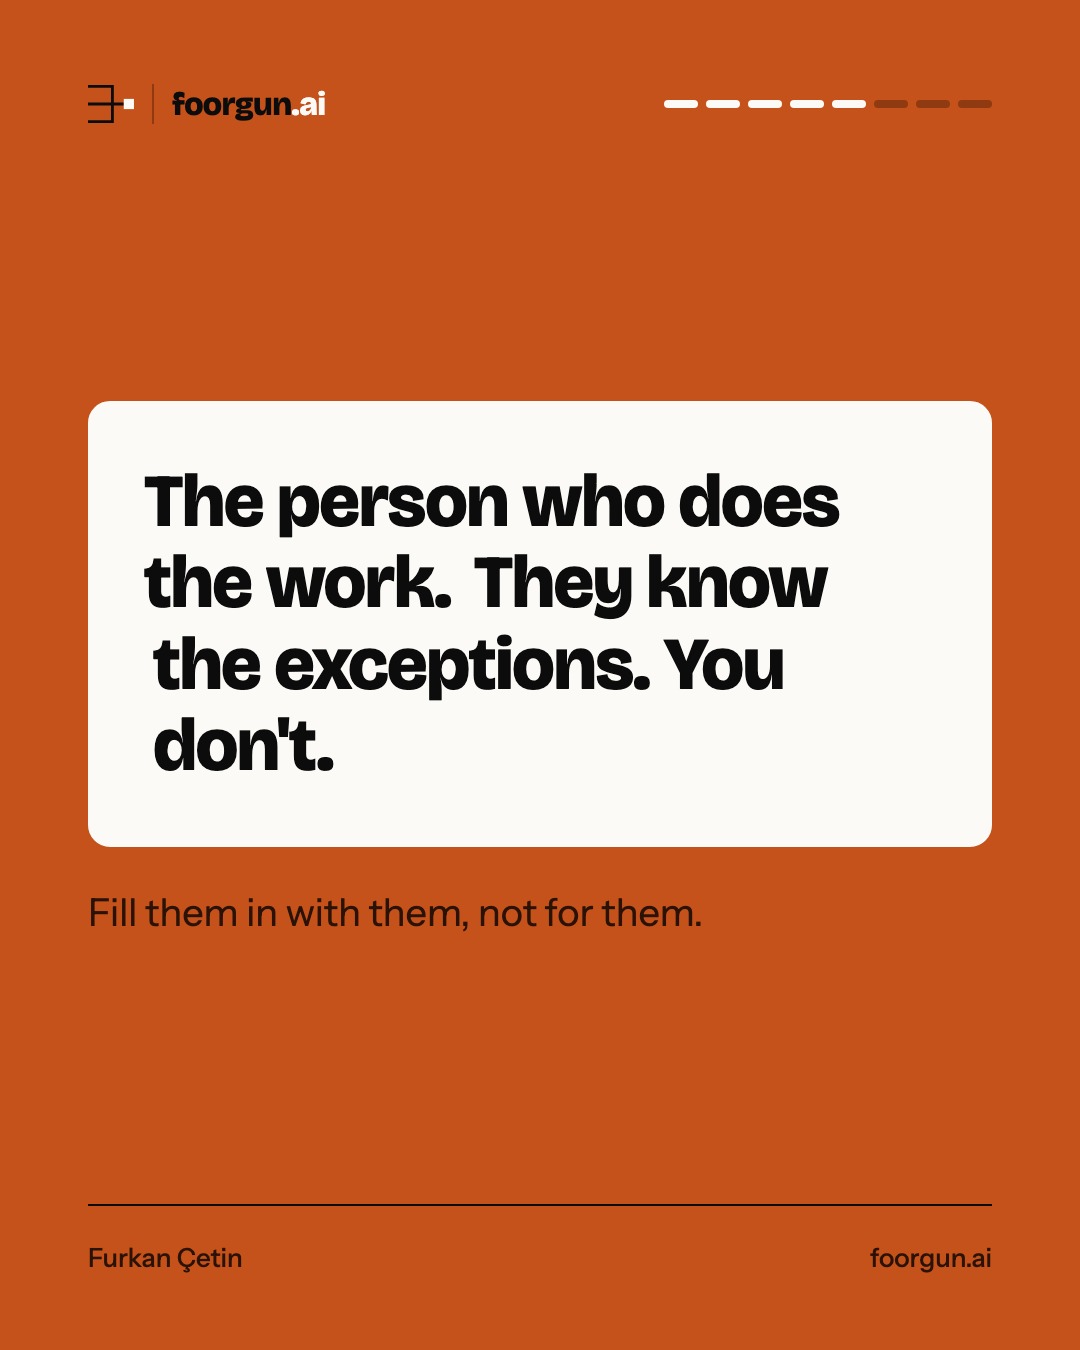 foorgun.ai
The person who does
the work. They know
the exceptions. You
don't.
Fill them in with them, not for them.
Furkan Çetin
foorgun.ai